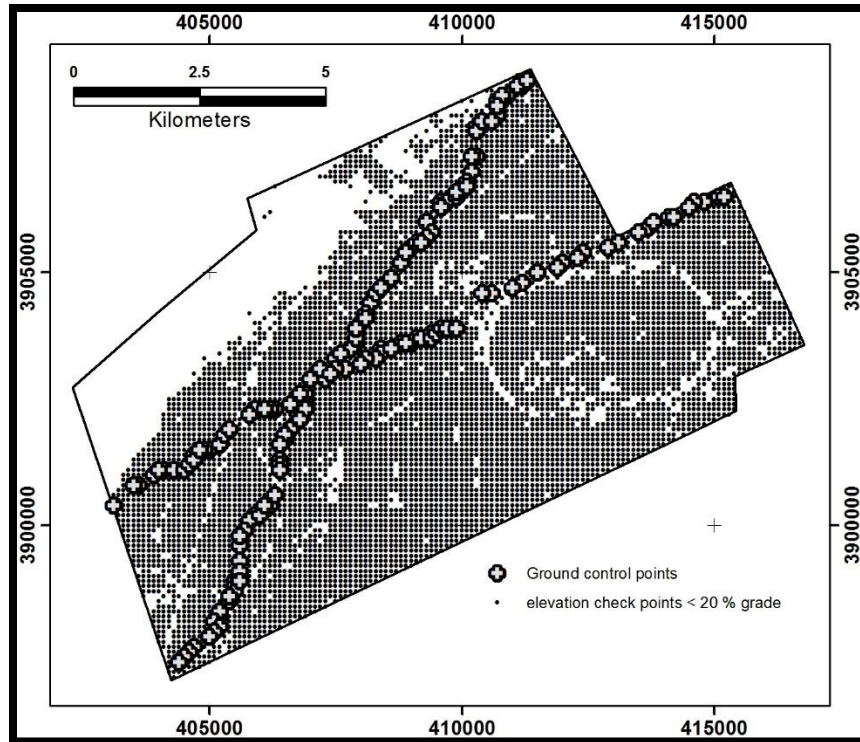 405000 410000 415000
0 2.5 5
Kilometers
3905000 3905000
3900000 3900000
Ground control points
elevation check points < 20 % grade
405000 410000 415000